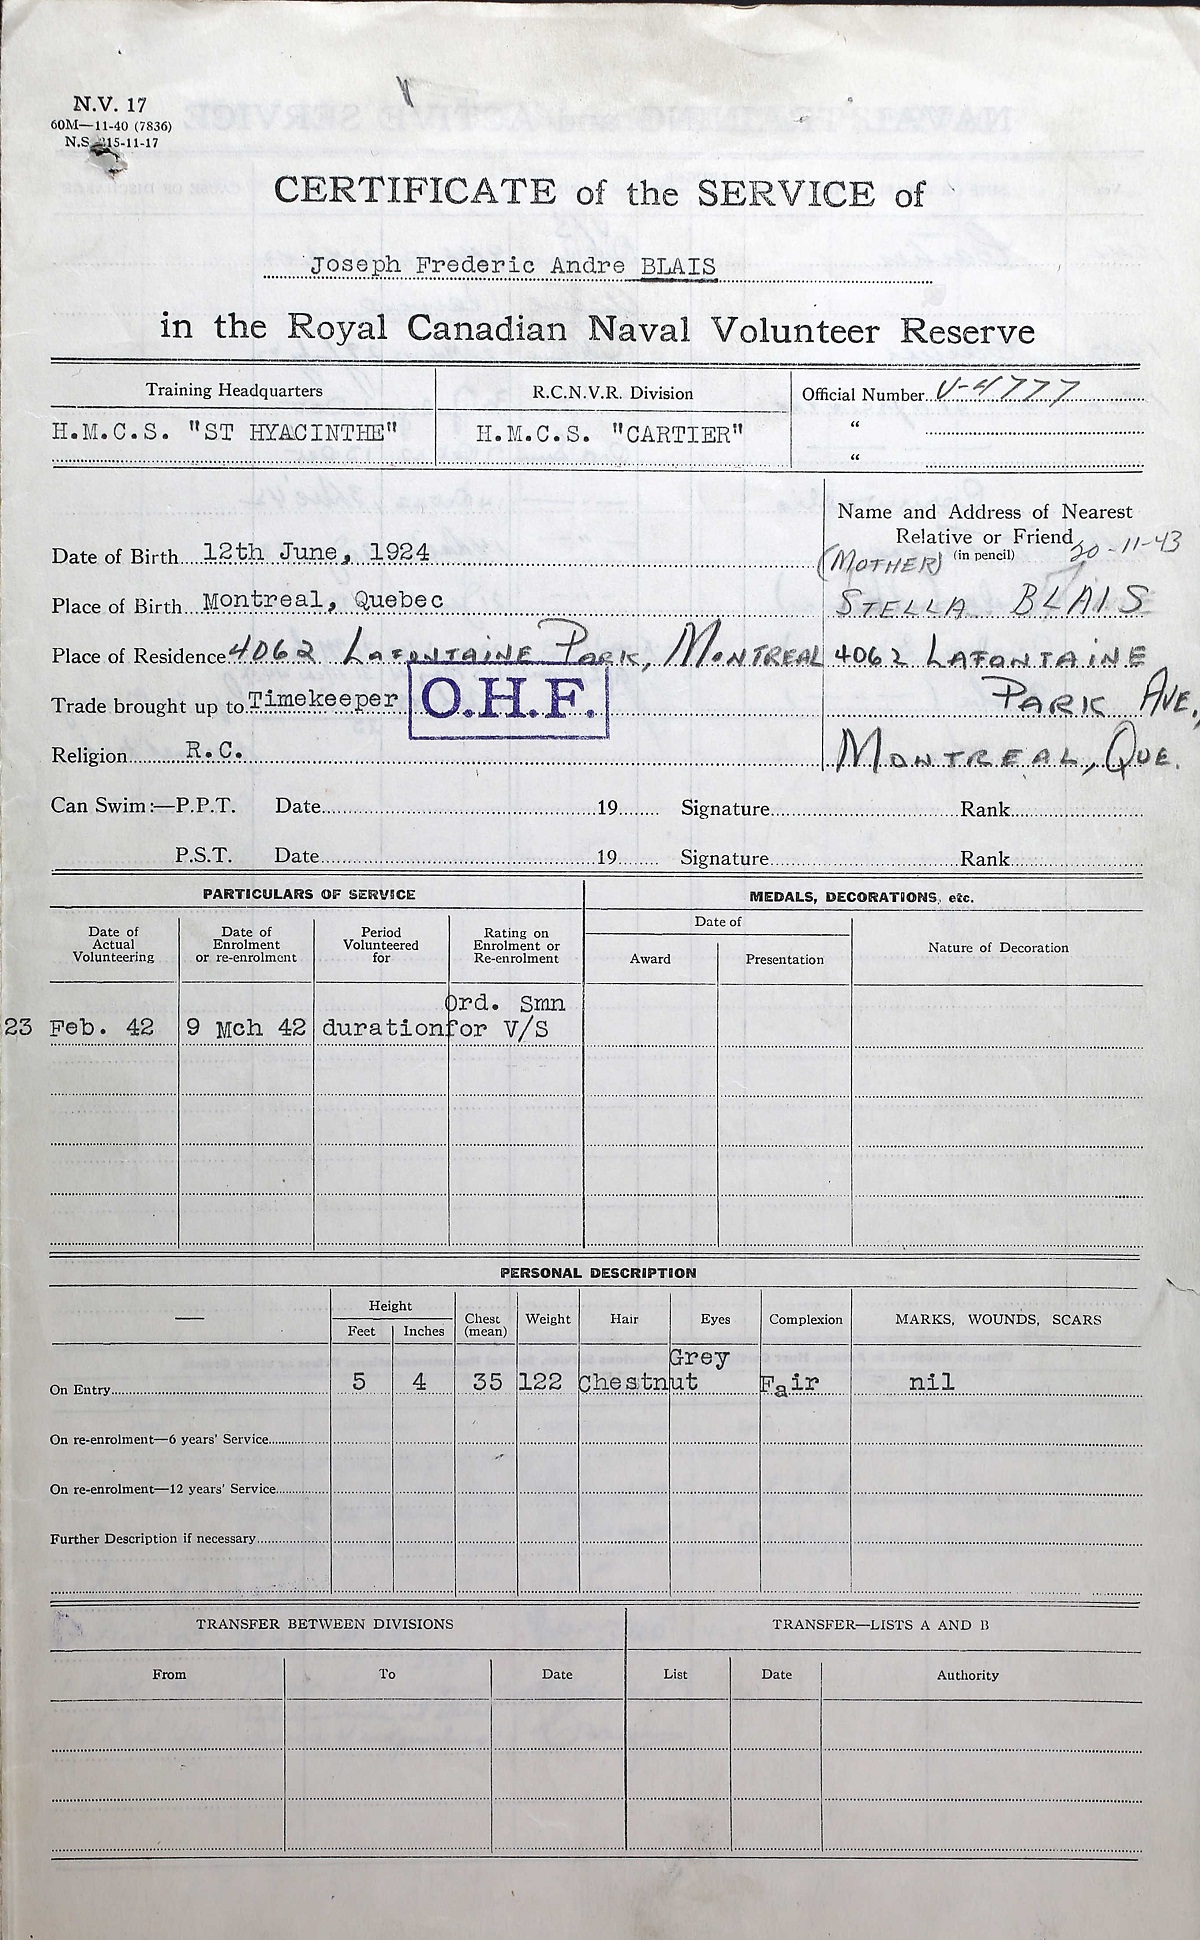 N.V. 17
60M—11-40 (7836)
N.S. 815-11-17
CERTIFICATE of the SERVICE of
Joseph Frederic Andre BLAIS
in the Royal Canadian Naval Volunteer Reserve
Training Headquarters R.C.N.V.R. Division Official Number V-4777
H.M.C.S. "ST HYACINTHE" H.M.C.S. "CARTIER" “
“
Name and Address of Nearest
Relative or Friend
(in pencil) 20-11-43
Date of Birth 12th June, 1924 (MOTHER)
Place of Birth Montreal, Quebec STELLA BLAIS
Place of Residence 4062 LAFONTAINE PARK, MONTREAL 4062 LAFONTAINE
Trade brought up to Timekeeper O.H.F. PARK AVE.,
Religion R.C. MONTREAL, QUE.
Can Swim:—P.P.T. Date 19 Signature Rank
P.S.T. Date 19 Signature Rank
PARTICULARS OF SERVICE MEDALS, DECORATIONS, etc.
Date of Actual Volunteering Date of Enrolment or re-enrolment Period Volunteered for Rating on Enrolment or Re-enrolment Date of Nature of Decoration
Award Presentation
Ord. Smn
23 Feb. 42 9 Mch 42 duration for V/S
PERSONAL DESCRIPTION
— Height Chest (mean) Weight Hair Eyes Complexion MARKS, WOUNDS, SCARS
Feet Inches
Grey
On Entry 5 4 35 122 Chestnut Fair nil
On re-enrolment—6 years' Service
On re-enrolment—12 years' Service
Further Description if necessary
TRANSFER BETWEEN DIVISIONS TRANSFER—LISTS A AND B
From To Date List Date Authority